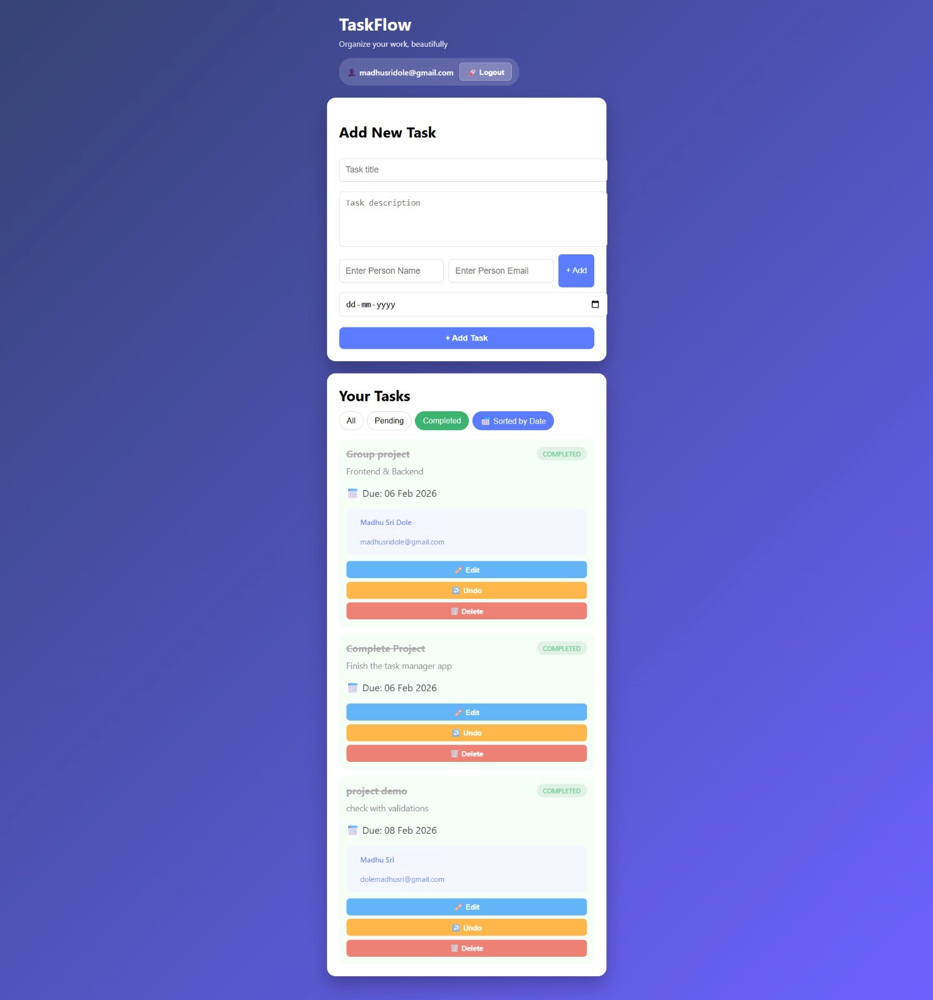 TaskFlow
Organize your work, beautifully
madhusridole@gmail.com Logout
Add New Task
Task title
Task description
Enter Person Name Enter Person Email + Add
dd-mm-yyyy
+ Add Task
Your Tasks
All Pending Completed Sorted by Date
Group project COMPLETED
Frontend & Backend
Due: 06 Feb 2026
Madhu Sri Dole
madhusridole@gmail.com
Edit
Undo
Delete
Complete Project COMPLETED
Finish the task manager app
Due: 06 Feb 2026
Edit
Undo
Delete
project demo COMPLETED
check with validations
Due: 08 Feb 2026
Madhu Sri
dolemadhusri@gmail.com
Edit
Undo
Delete